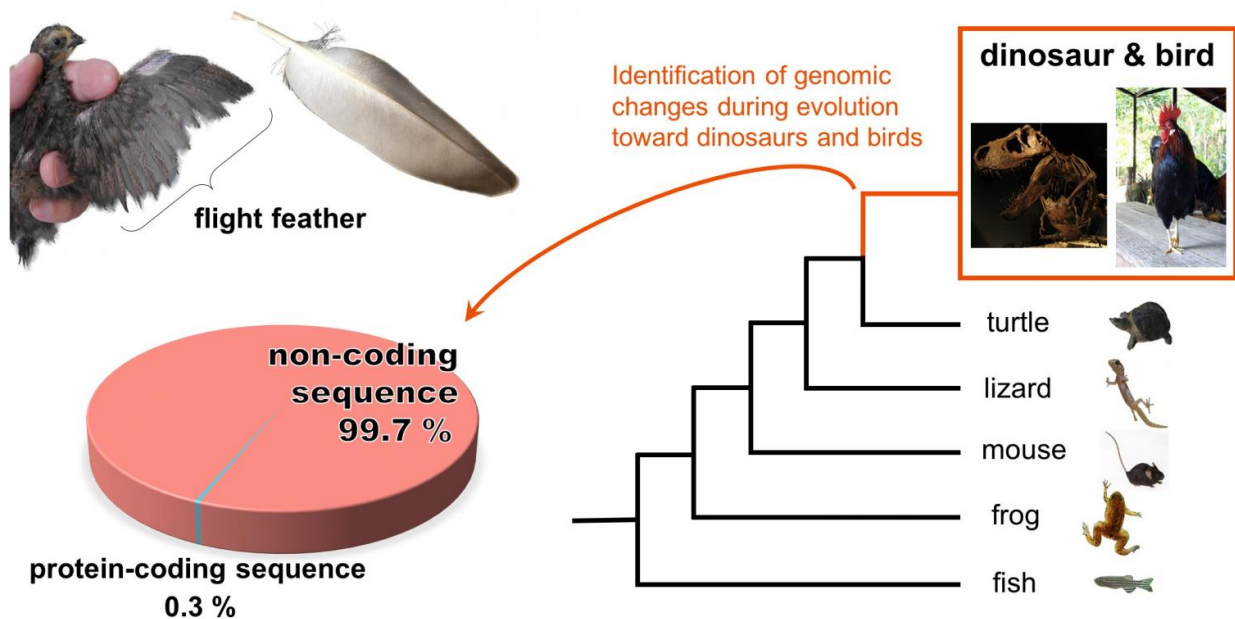 flight feather
Identification of genomic
changes during evolution
toward dinosaurs and birds
dinosaur & bird
non-coding
sequence
99.7 %
protein-coding sequence
0.3 %
turtle
lizard
mouse
frog
fish